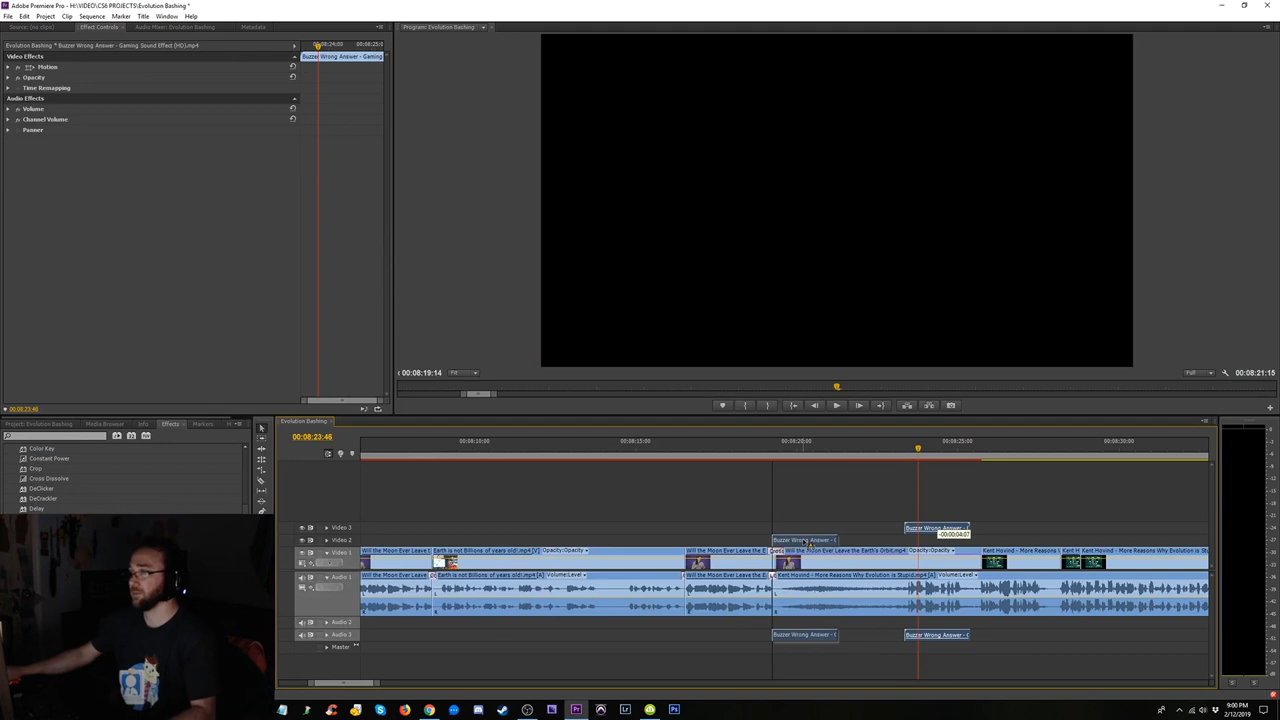 Adobe Premiere Pro - H:\VIDEO\CS6 PROJECTS\Evolution Bashing *
File Edit Project Clip Sequence Marker Title Window Help
Source: (no clips) Effect Controls Audio Mixer: Evolution Bashing Metadata
Program: Evolution Bashing
Evolution Bashing * Buzzer Wrong Answer - Gaming Sound Effect (HD).mp4
00:08:24:00 00:08:25:0
Video Effects
Buzzer Wrong Answer - Gaming
Motion
Opacity
Time Remapping
Audio Effects
Volume
Channel Volume
Panner
00:08:23:46
00:08:19:14 Fit Full 00:08:21:15
Project: Evolution Bashing Media Browser Info Effects Markers
Color Key
Constant Power
Crop
Cross Dissolve
DeClicker
DeCrackler
Delay
Evolution Bashing
00:08:23:46
00:08:10:00 00:08:15:00 00:08:20:00 00:08:25:00 00:08:30:00
Video 3 Buzzer Wrong Answer - (
-00:00:04:07
Video 2 Buzzer Wrong Answer - (
Video 1 Will the Moon Ever Leave t Earth is not Billions of years old!.mp4 [V] Opacity:Opacity Will the Moon Ever Leave the E Will the Moon Ever Leave the Earth's Orbit.mp4 Opacity:Opacity Kent Hovind - More Reasons Kent H Kent Hovind - More Reasons Why Evolution is St
Audio 1 Will the Moon Ever Leave Earth is not Billions of years old!.mp4 [A] Volume:Level Will the Moon Ever Leave the E Kent Hovind - More Reasons Why Evolution is Stupid.mp4 [A] Volume:Level
Audio 2
Audio 3 Buzzer Wrong Answer - ( Buzzer Wrong Answer - (
Master
9:00 PM
2/12/2019